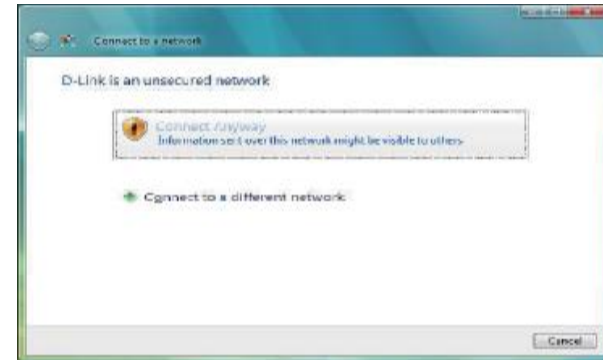 Connect to a network
D-Link is an unsecured network
Connect Anyway
Information sent over this network might be visible to others
Connect to a different network
Cancel